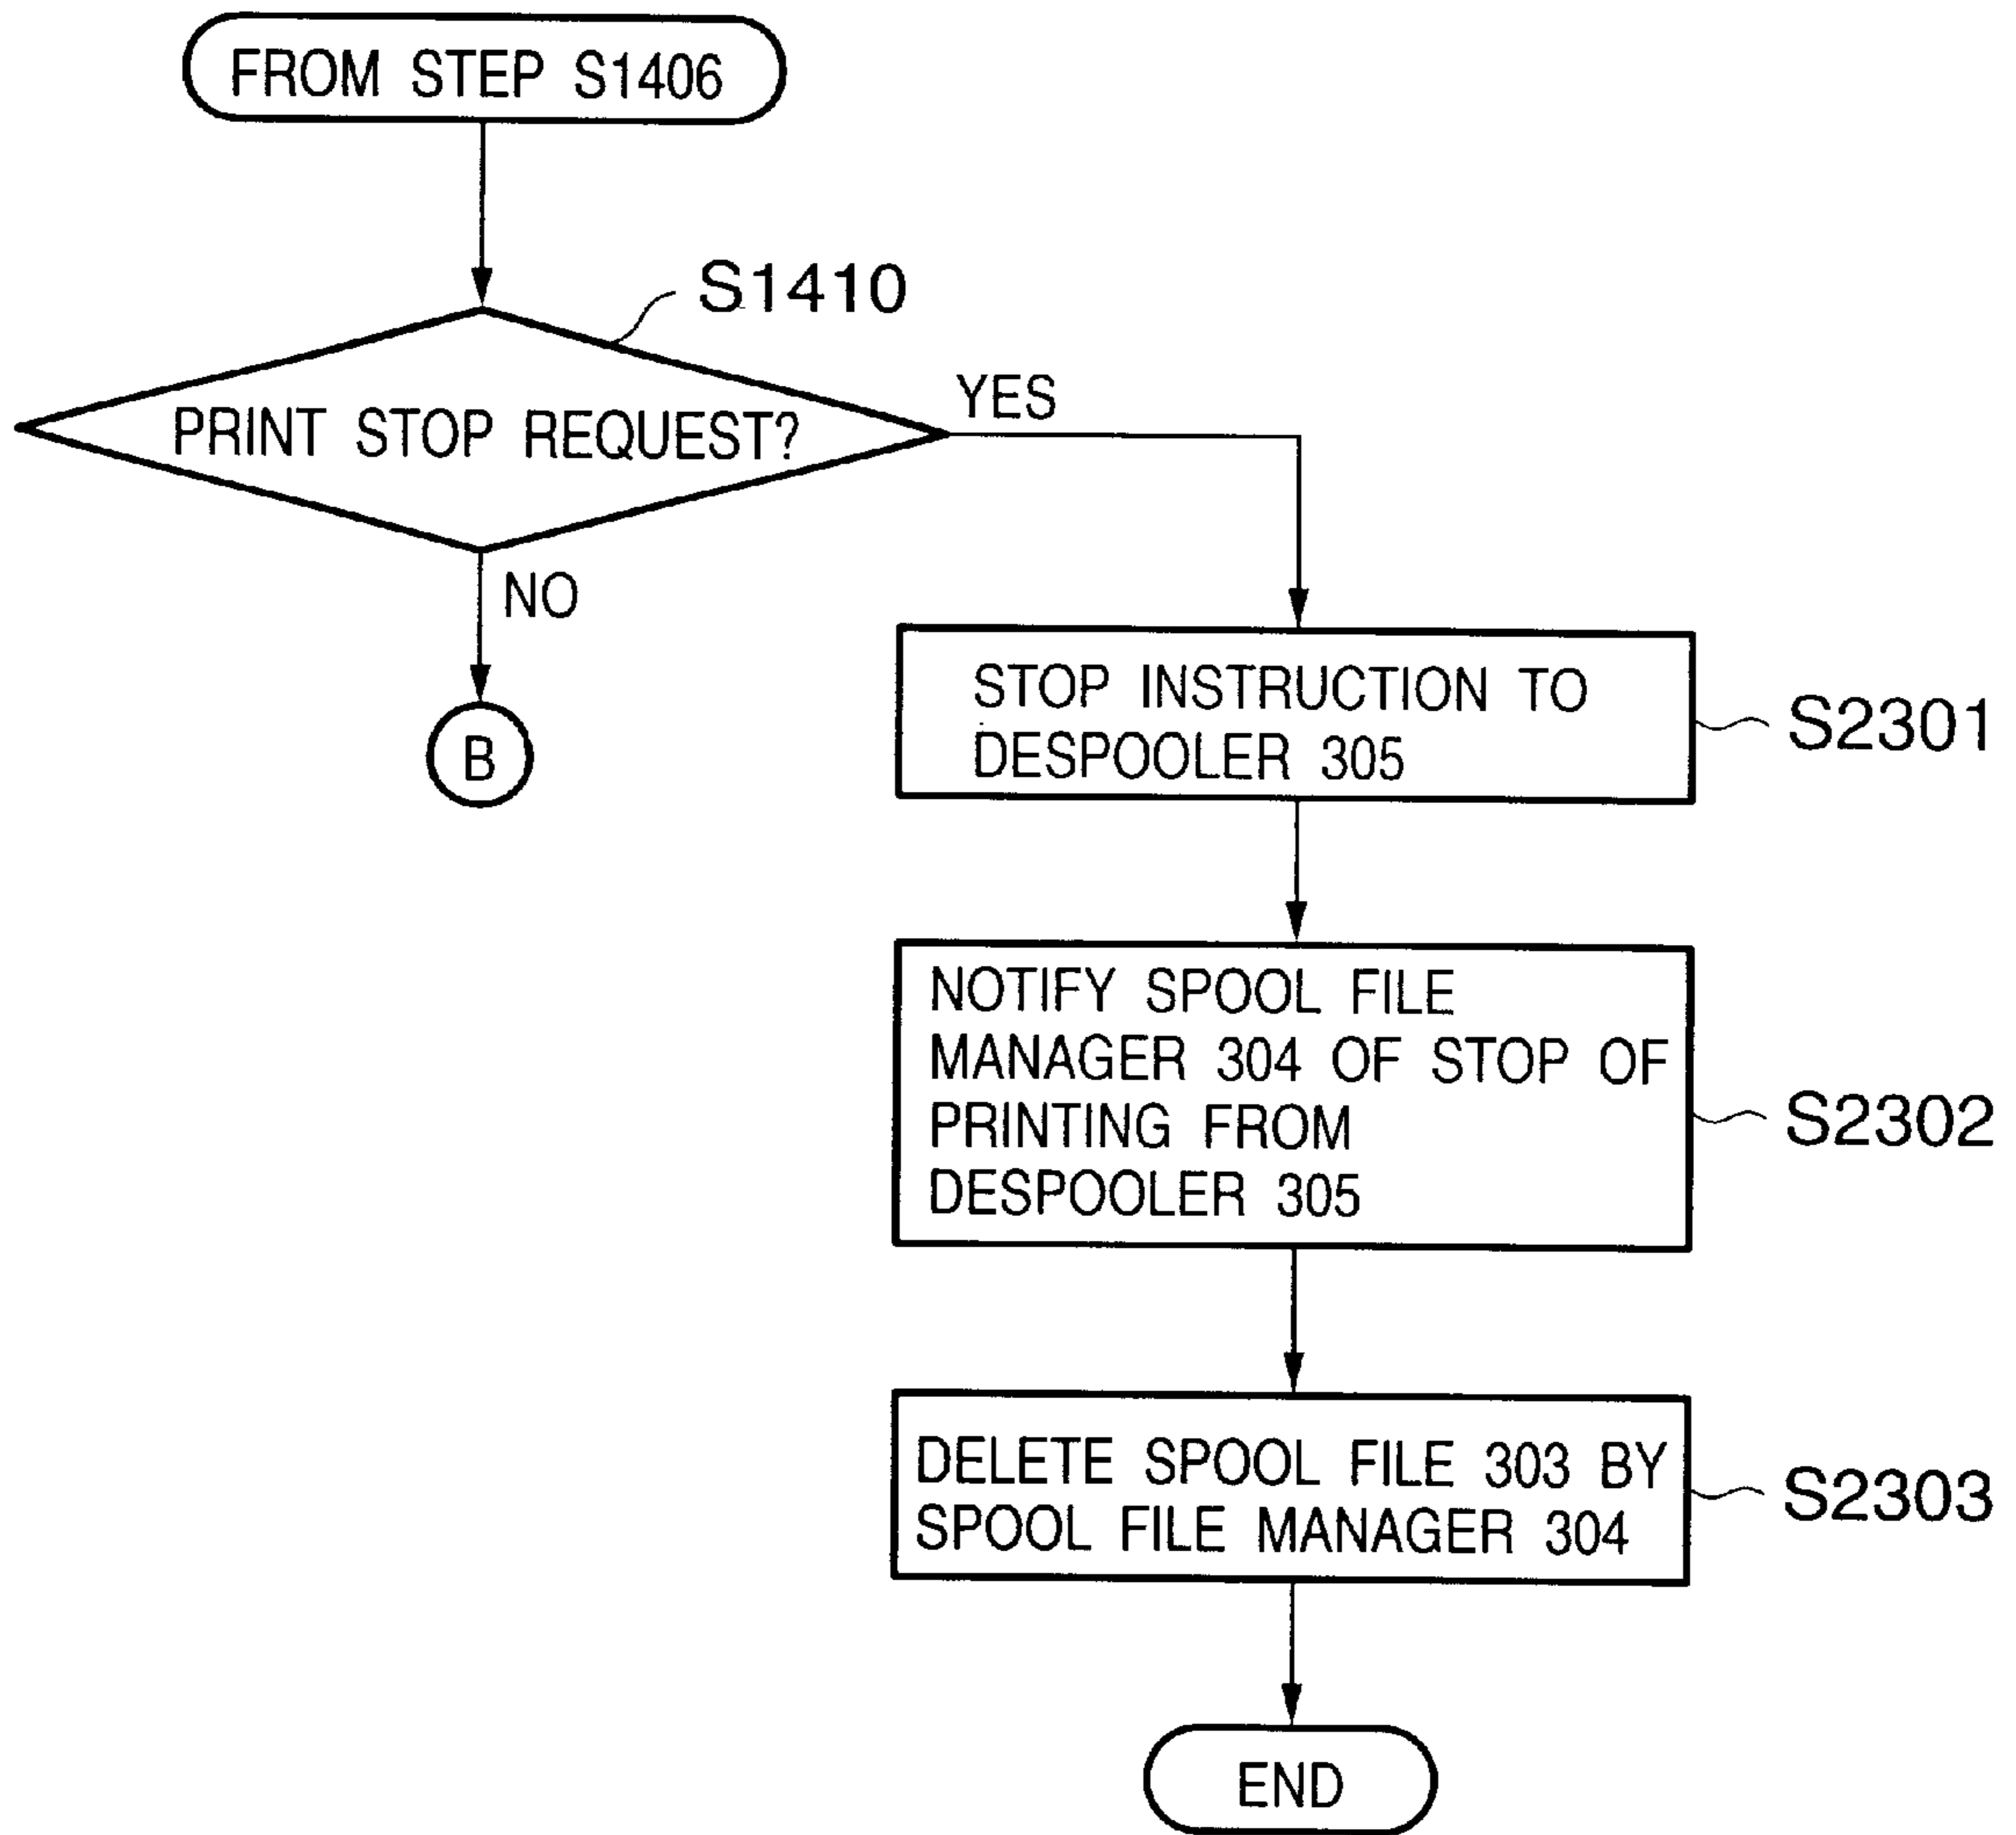 FROM STEP S1406
S1410
PRINT STOP REQUEST?
YES
NO
B
STOP INSTRUCTION TO
DESPOOLER 305
S2301
NOTIFY SPOOL FILE
MANAGER 304 OF STOP OF
PRINTING FROM
DESPOOLER 305
S2302
DELETE SPOOL FILE 303 BY
SPOOL FILE MANAGER 304
S2303
END